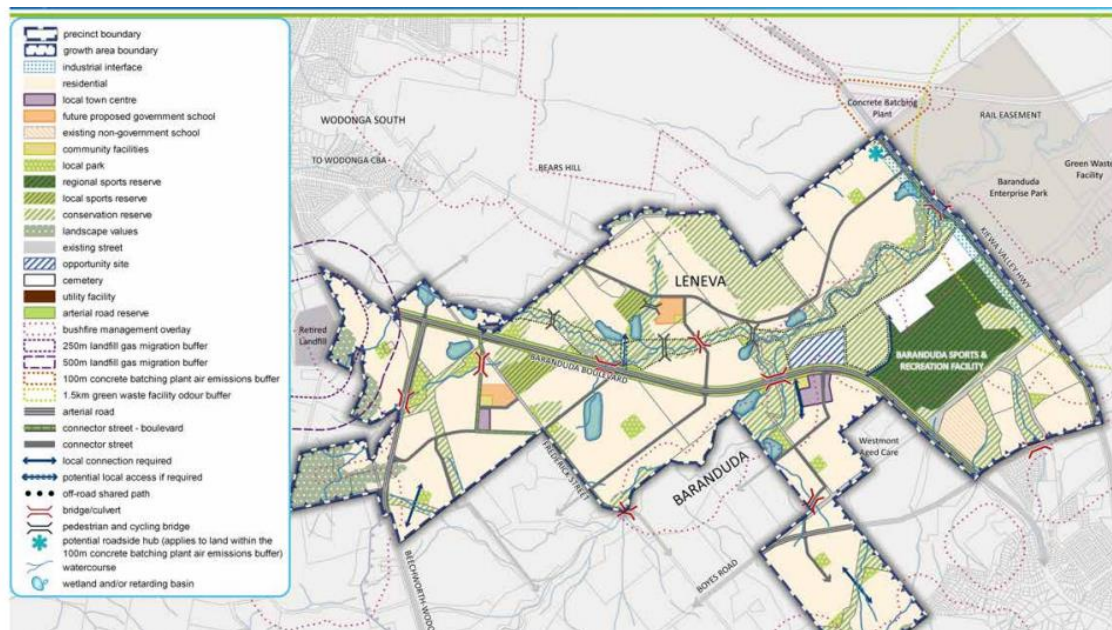 precinct boundary
growth area boundary
industrial interface
residential
local town centre
future proposed government school
existing non-government school
community facilities
local park
regional sports reserve
local sports reserve
conservation reserve
landscape values
existing street
opportunity site
cemetery
utility facility
arterial road reserve
bushfire management overlay
250m landfill gas migration buffer
500m landfill gas migration buffer
100m concrete batching plant air emissions buffer
1.5km green waste facility odour buffer
arterial road
connector street - boulevard
connector street
local connection required
potential local access if required
off-road shared path
bridge/culvert
pedestrian and cycling bridge
potential roadside hub (applies to land within the
100m concrete batching plant air emissions buffer)
watercourse
wetland and/or retarding basin
WODONGA SOUTH
TO WODONGA CBA
BEARS HILL
Concrete Batching
Plant
RAIL EASEMENT
Green Waste
Facility
Baranduda
Enterprise Park
KIEWA VALLEY HWY
LENEVA
Retired
Landfill
BARANDUDA BOULEVARD
BARANDUDA SPORTS &
RECREATION FACILITY
FREDERICK STREET
BARANDUDA
Westmont
Aged Care
BOYES ROAD
BEECHWORTH-WODO